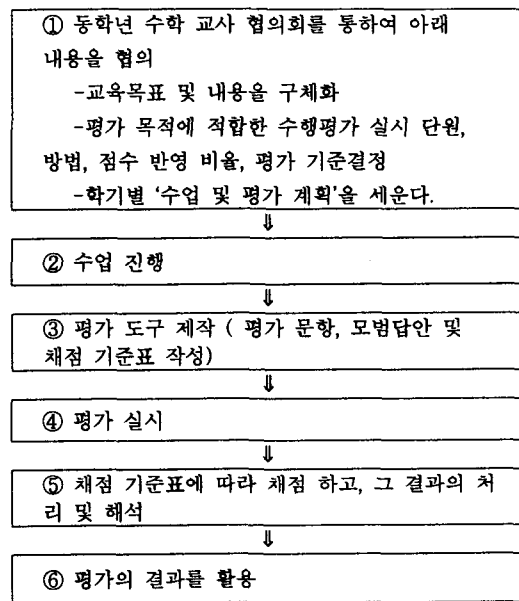 ① 동학년 수학 교사 협의회를 통하여 아래
내용을 협의
-교육목표 및 내용을 구체화
-평가 목적에 적합한 수행평가 실시 단원,
방법, 점수 반영 비율, 평가 기준결정
-학기별 '수업 및 평가 계획'을 세운다.
⇓
② 수업 진행
⇓
③ 평가 도구 제작 ( 평가 문항, 모범답안 및
채점 기준표 작성)
⇓
④ 평가 실시
⇓
⑤ 채점 기준표에 따라 채점 하고, 그 결과의 처
리 및 해석
⇓
⑥ 평가의 결과를 활용